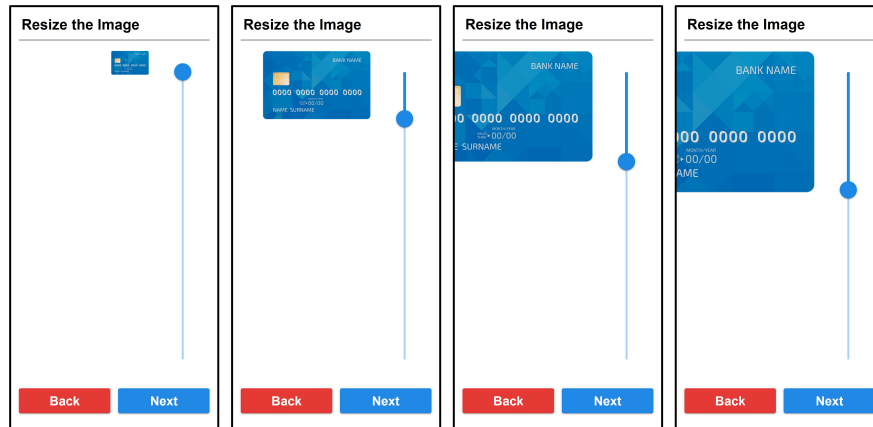 Resize the Image
Back Next
Resize the Image
BANK NAME
0000 0000 0000 0000
00/00
NAME SURNAME
Back Next
Resize the Image
BANK NAME
0 0000 0000 0000
MONTH/YEAR
00/00
E SURNAME
Back Next
Resize the Image
BANK NAME
00 0000 0000
MONTH/YEAR
00/00
AME
Back Next